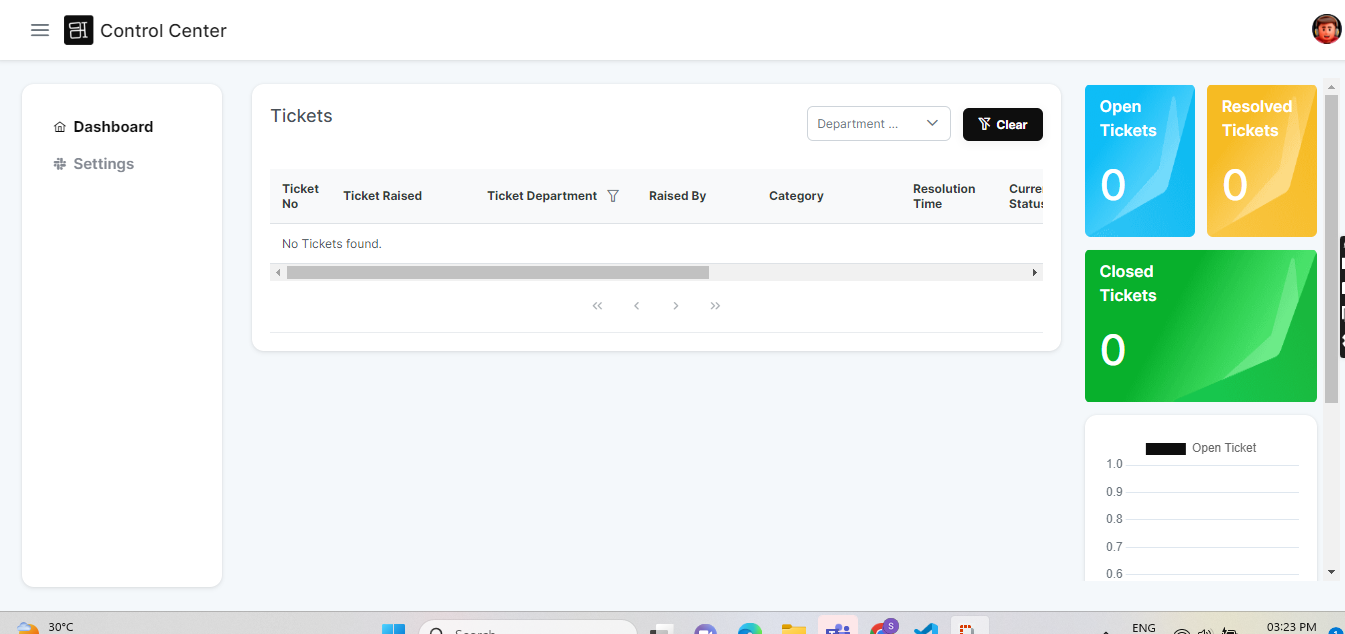 Control Center
Dashboard
Settings
Tickets
Department ...
Clear
Ticket No
Ticket Raised
Ticket Department
Raised By
Category
Resolution Time
No Tickets found.
Open Tickets
0
Resolved Tickets
0
Closed Tickets
0
Open Ticket
1.0
0.9
0.8
0.7
0.6
30°C
Search
S
ENG
03:23 PM